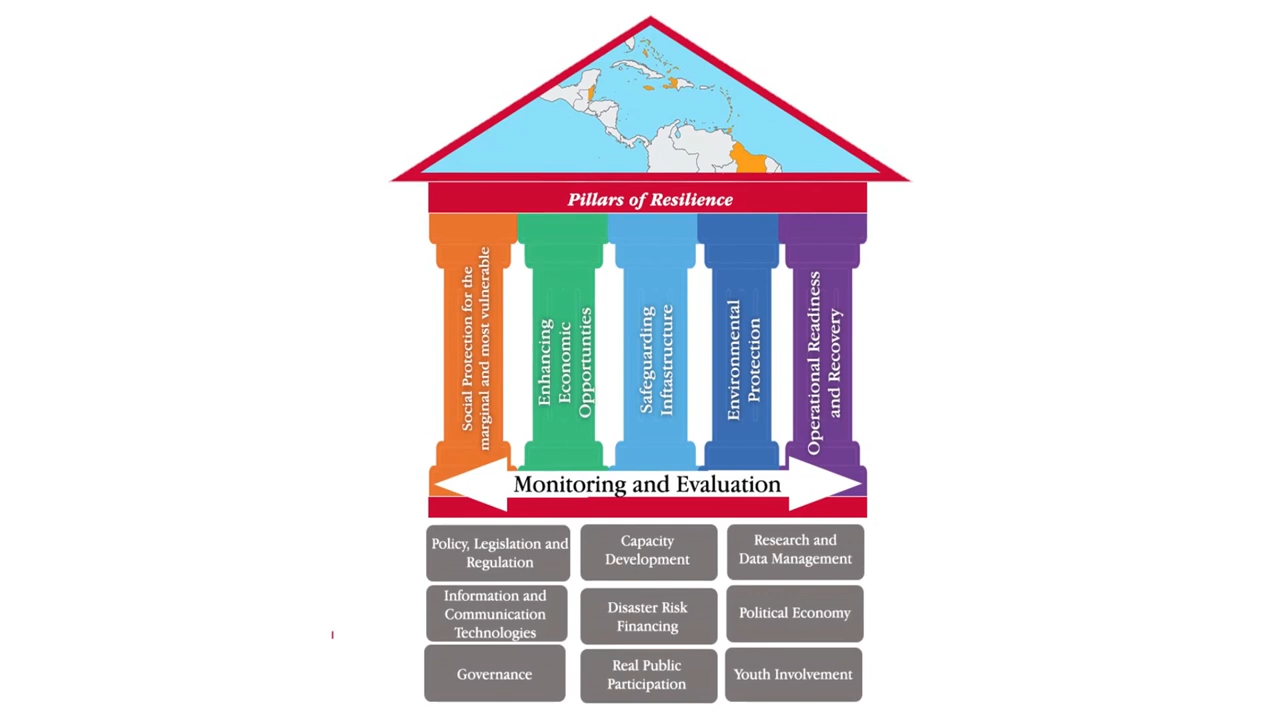 Pillars of Resilience
Social Protection for the
marginal and most vulnerable
Enhancing
Economic
Opportunties
Safeguarding
Inftastructure
Environmental
Protection
Operational Readiness
and Recovery
Monitoring and Evaluation
Policy, Legislation and
Regulation
Capacity
Development
Research and
Data Management
Information and
Communication
Technologies
Disaster Risk
Financing
Political Economy
Governance
Real Public
Participation
Youth Involvement